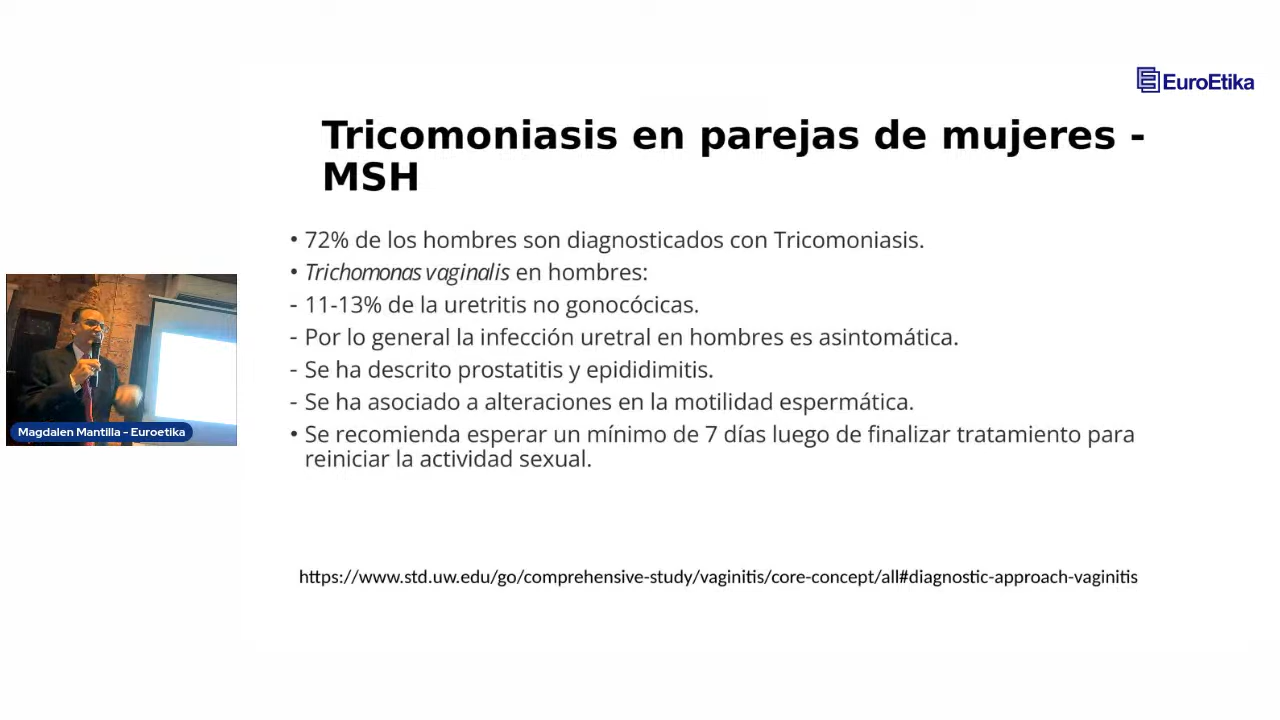 EuroEtika
Tricomoniasis en parejas de mujeres -
MSH
• 72% de los hombres son diagnosticados con Tricomoniasis.
• Trichomonas vaginalis en hombres:
- 11-13% de la uretritis no gonocócicas.
- Por lo general la infección uretral en hombres es asintomática.
- Se ha descrito prostatitis y epididimitis.
- Se ha asociado a alteraciones en la motilidad espermática.
• Se recomienda esperar un mínimo de 7 días luego de finalizar tratamiento para
reiniciar la actividad sexual.
Magdalen Mantilla - Euroetika
https://www.std.uw.edu/go/comprehensive-study/vaginitis/core-concept/all#diagnostic-approach-vaginitis